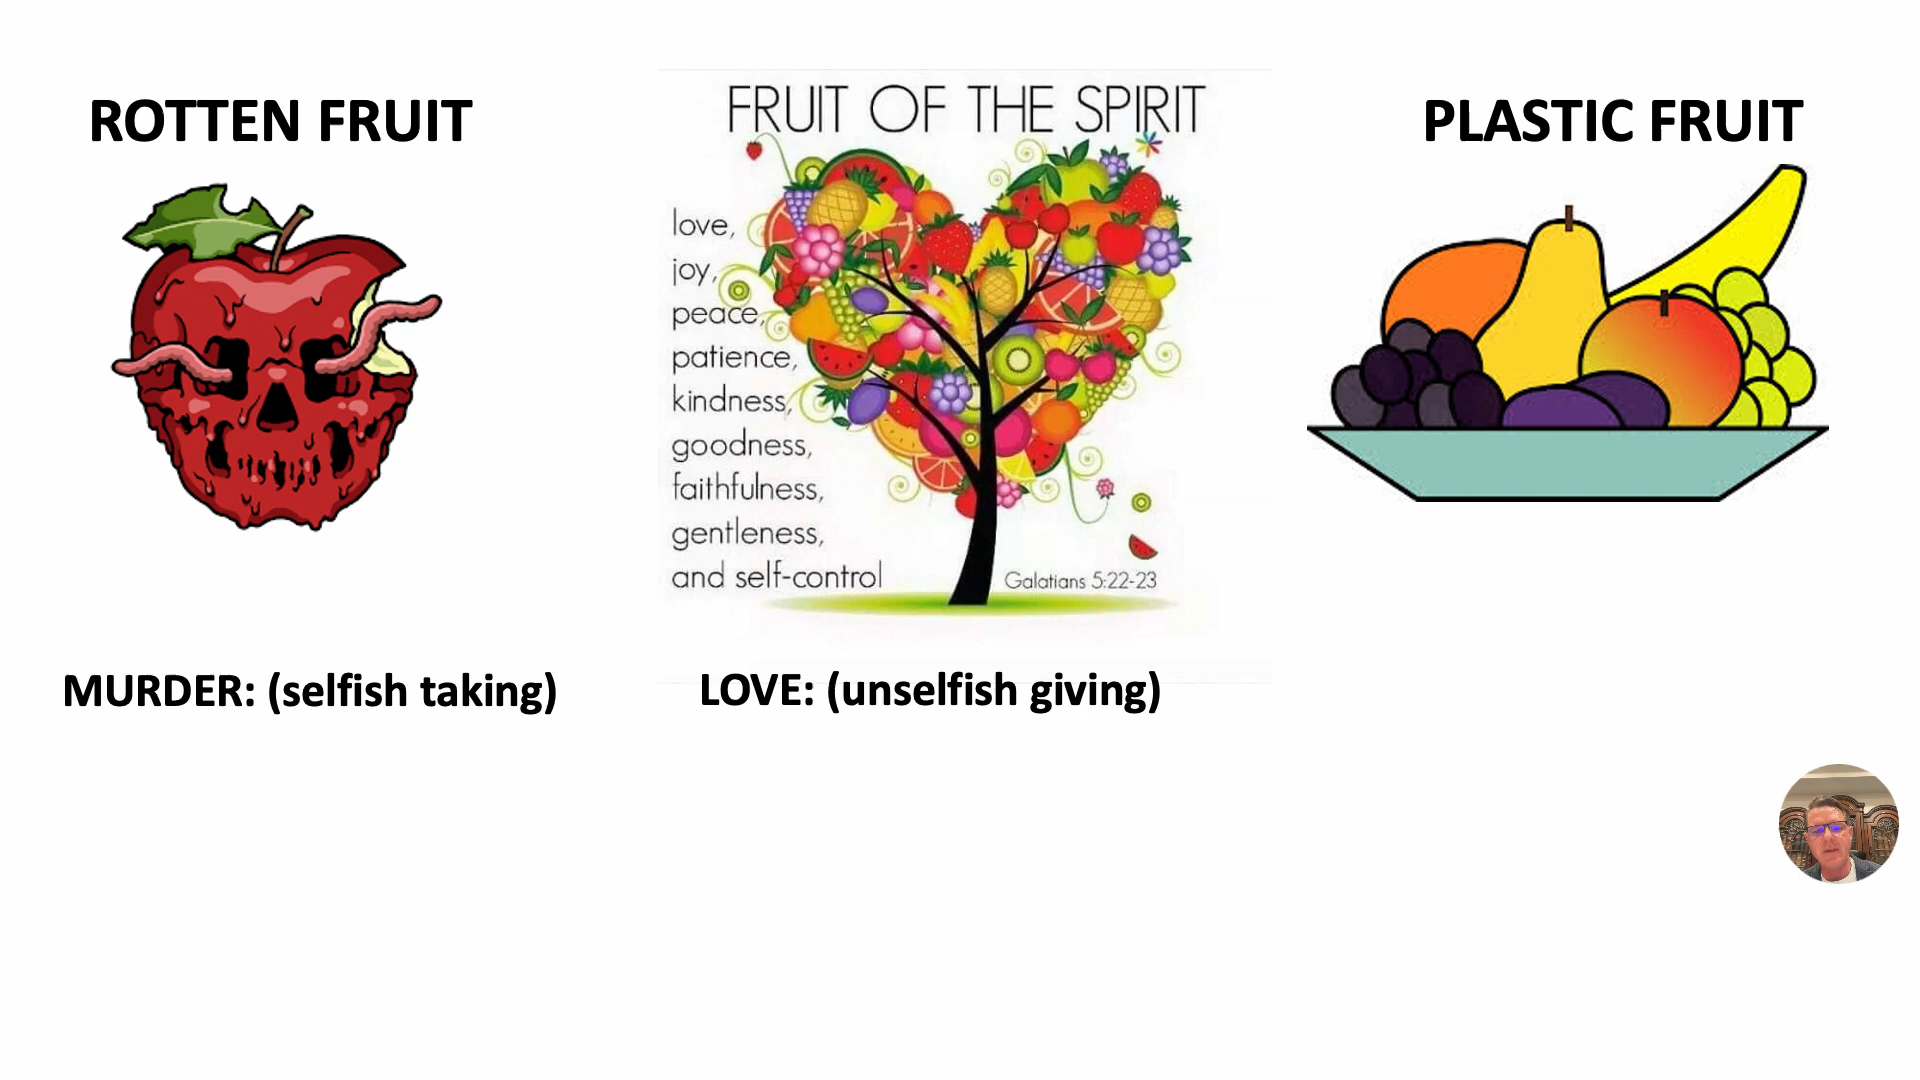 ROTTEN FRUIT
FRUIT OF THE SPIRIT
love,
joy,
peace,
patience,
kindness,
goodness,
faithfulness,
gentleness,
and self-control
Galatians 5:22-23
PLASTIC FRUIT
MURDER: (selfish taking)
LOVE: (unselfish giving)